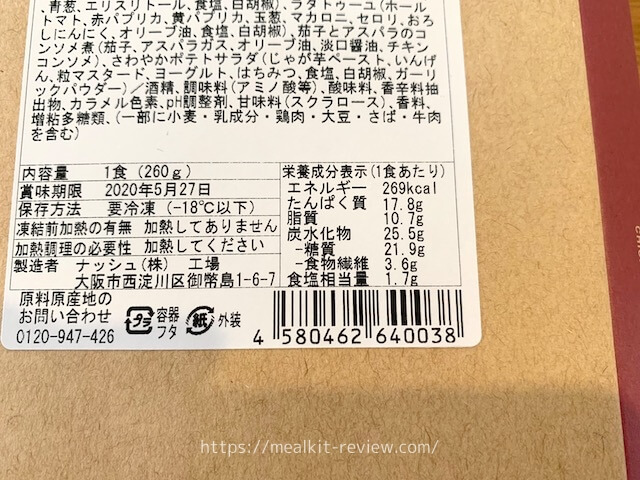 、青葱、エリスリトール、食塩、白胡椒)、ラタトゥーユ(ホール
トマト、赤パプリカ、黄パプリカ、玉葱、マカロニ、セロリ、おろ
しにんにく、オリーブ油、食塩、白胡椒)、茄子とアスパラのコ
ンソメ煮(茄子、アスパラガス、オリーブ油、淡口醤油、チキン
コンソメ)、さわやかポテトサラダ(じゃが芋ペースト、いんげ
ん、粒マスタード、ヨーグルト、はちみつ、食塩、白胡椒、ガーリ
ックパウダー)／酒精、調味料(アミノ酸等)、酸味料、香辛料抽
出物、カラメル色素、pH調整剤、甘味料(スクラロース)、香料、
増粘多糖類、(一部に小麦・乳成分・鶏肉・大豆・さば・牛肉
を含む)
内容量 1食(260g)
賞味期限 2020年5月27日
保存方法 要冷凍(-18℃以下)
凍結前加熱の有無 加熱してありません
加熱調理の必要性 加熱してください
製造者 ナッシュ(株) 工場
大阪市西淀川区御幣島1-6-7
栄養成分表示(1食あたり)
エネルギー 269kcal
たんぱく質 17.8g
脂質 10.7g
炭水化物 25.5g
-糖質 21.9g
-食物繊維 3.6g
食塩相当量 1.7g
原料原産地の
お問い合わせ
0120-947-426
プラ 容器
フタ
紙 外装
4 580462 640038
https://mealkit-review.com/